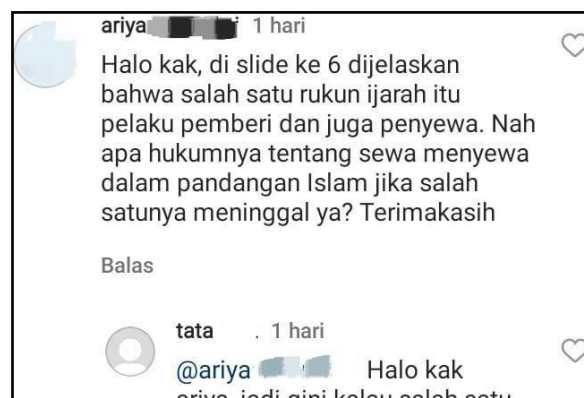 ariya 1 hari
Halo kak, di slide ke 6 dijelaskan
bahwa salah satu rukun ijarah itu
pelaku pemberi dan juga penyewa. Nah
apa hukumnya tentang sewa menyewa
dalam pandangan Islam jika salah
satunya meninggal ya? Terimakasih
Balas
tata . 1 hari
@ariya Halo kak
ariya, jadi gini kalau salah satu